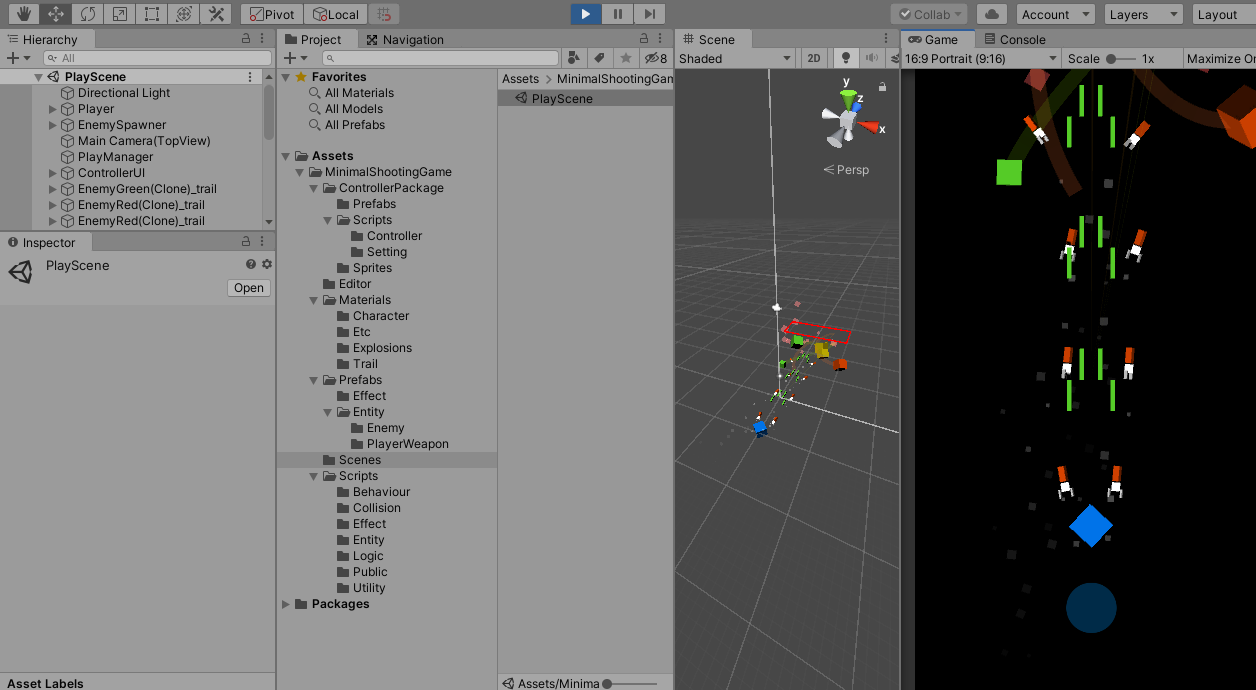 Pivot
Local
Collab
Account
Layers
Layout
Hierarchy
All
PlayScene
Directional Light
Player
EnemySpawner
Main Camera(TopView)
PlayManager
ControllerUI
EnemyGreen(Clone)_trail
EnemyRed(Clone)_trail
EnemyRed(Clone)_trail
Inspector
PlayScene
Open
Asset Labels
Project
Navigation
8
Favorites
All Materials
All Models
All Prefabs
Assets
MinimalShootingGame
ControllerPackage
Prefabs
Scripts
Controller
Setting
Sprites
Editor
Materials
Character
Etc
Explosions
Trail
Prefabs
Effect
Entity
Enemy
PlayerWeapon
Scenes
Scripts
Behaviour
Collision
Effect
Entity
Logic
Public
Utility
Packages
Assets > MinimalShootingGam
PlayScene
Assets/Minima
Scene
Shaded
2D
y
z
x
Persp
Game
Console
16:9 Portrait (9:16)
Scale
1x
Maximize On